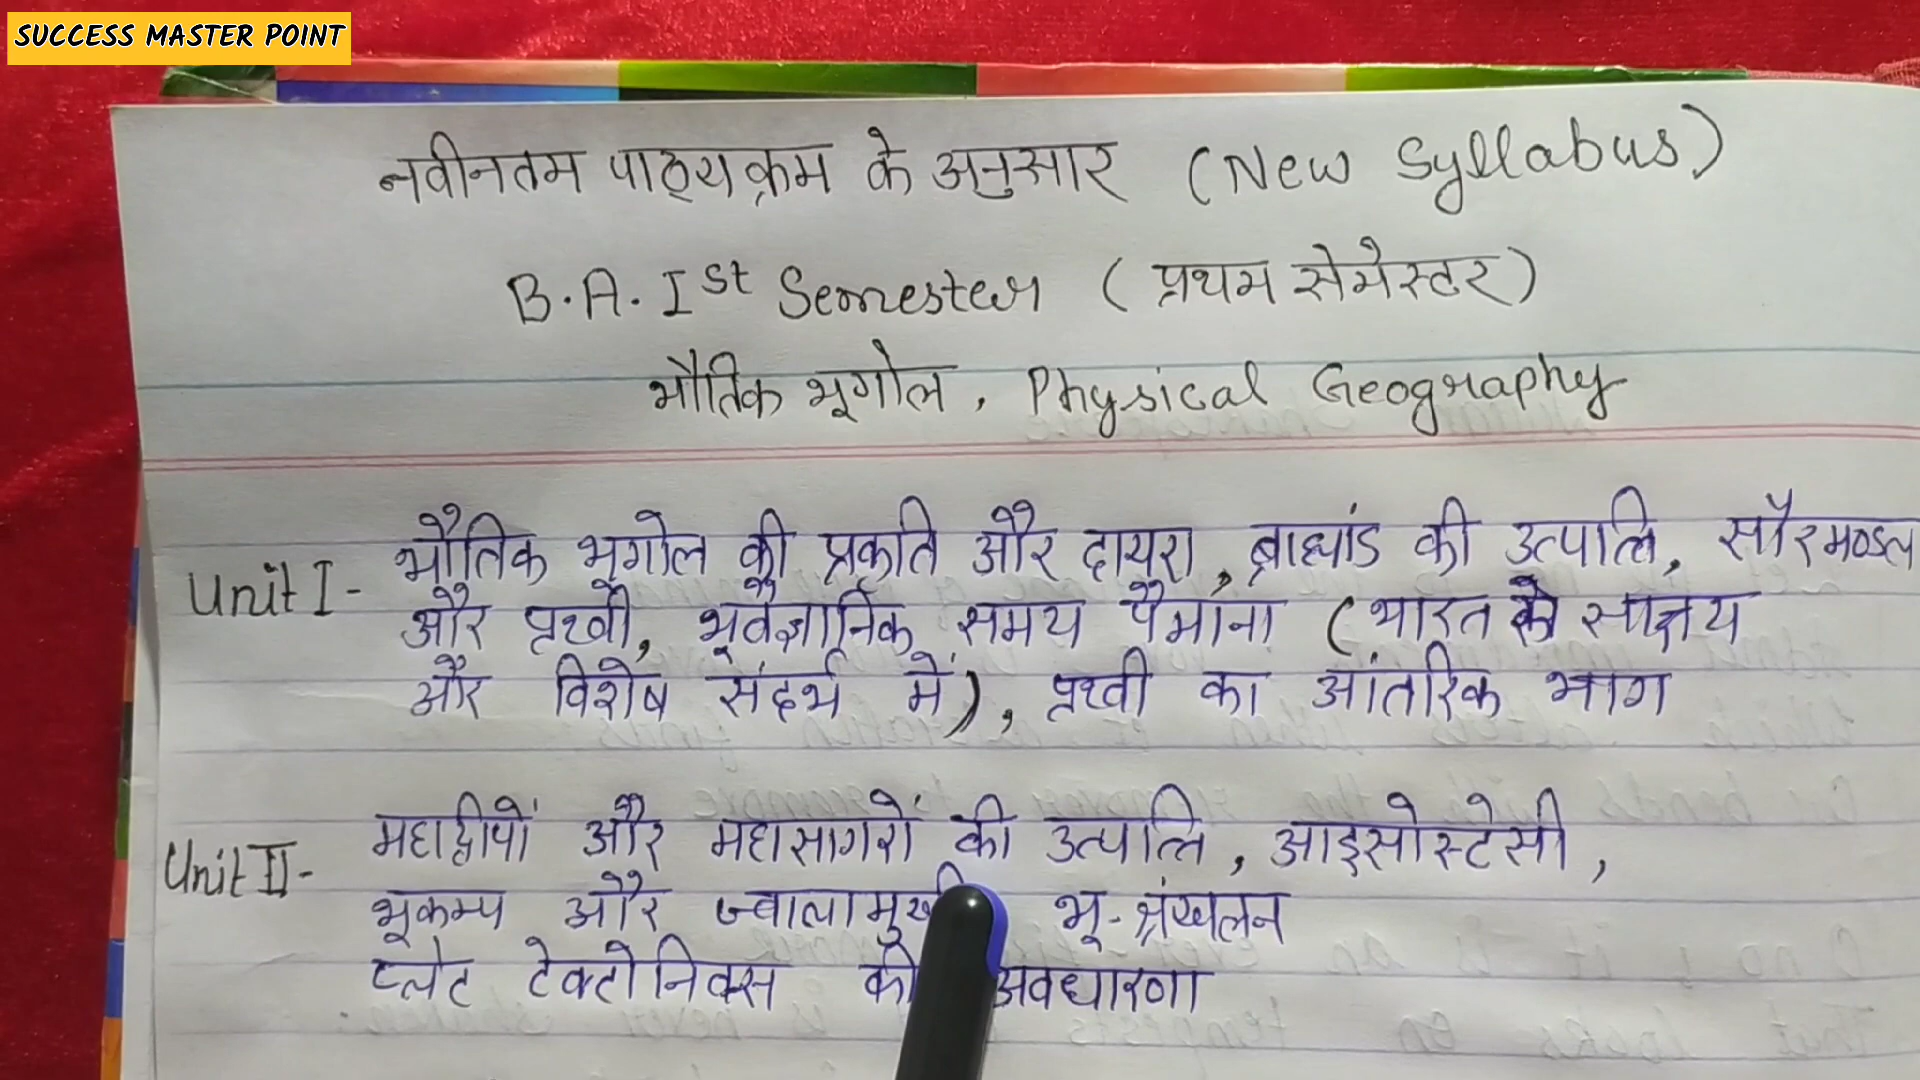 SUCCESS MASTER POINT
नवीनतम पाठ्यक्रम के अनुसार (New Syllabus)
B.A. Ist Semester (प्रथम सेमेस्टर)
भौतिक भूगोल, Physical Geography
Unit I- भौतिक भूगोल की प्रकृति और दायरा, ब्राह्मांड की उत्पत्ति, सौरमण्डल
और पृथ्वी, भूवैज्ञानिक समय पैमाना (भारत के साक्षय
और विशेष संदर्भ में), पृथ्वी का आंतरिक भाग
Unit II- महाद्वीपों और महासागरों की उत्पत्ति, आइसोस्टेसी,
भूकम्प और ज्वालामुखी भू-श्रंखलन
प्लेट टेक्टोनिक्स की अवधारणा